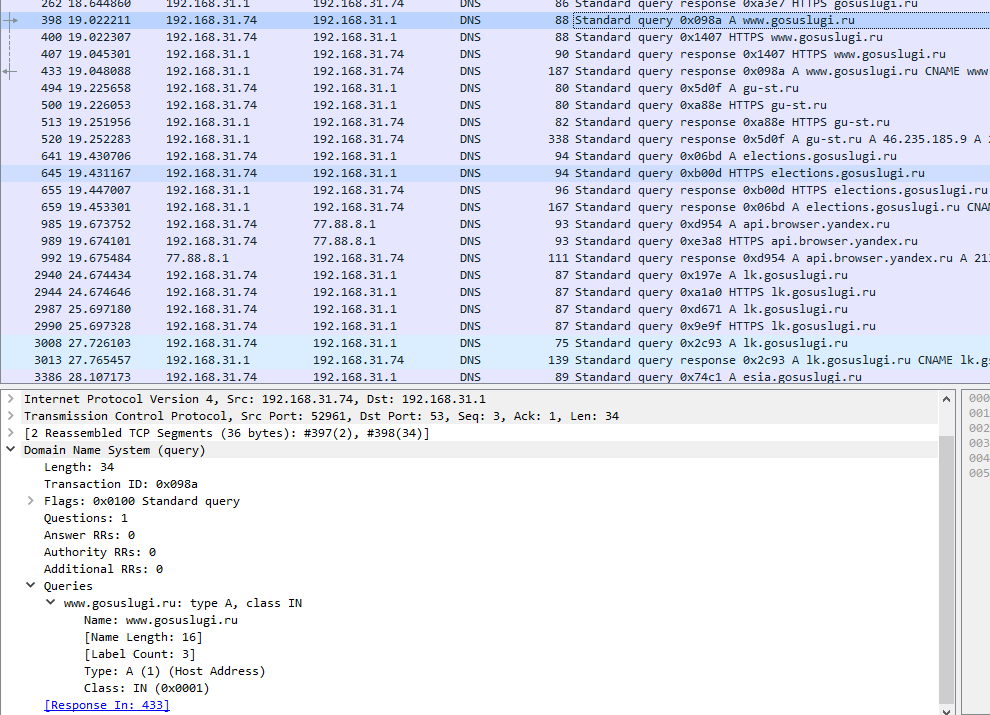 262 18.644860 192.168.31.1 192.168.31.74 DNS 86 Standard query response 0xa3e7 HTTPS gosuslugi.ru
398 19.022211 192.168.31.74 192.168.31.1 DNS 88 Standard query 0x098a A www.gosuslugi.ru
400 19.022307 192.168.31.74 192.168.31.1 DNS 88 Standard query 0x1407 HTTPS www.gosuslugi.ru
407 19.045301 192.168.31.1 192.168.31.74 DNS 90 Standard query response 0x1407 HTTPS www.gosuslugi.ru
433 19.048088 192.168.31.1 192.168.31.74 DNS 187 Standard query response 0x098a A www.gosuslugi.ru CNAME www
494 19.225658 192.168.31.74 192.168.31.1 DNS 80 Standard query 0x5d0f A gu-st.ru
500 19.226053 192.168.31.74 192.168.31.1 DNS 80 Standard query 0xa88e HTTPS gu-st.ru
513 19.251956 192.168.31.1 192.168.31.74 DNS 82 Standard query response 0xa88e HTTPS gu-st.ru
520 19.252283 192.168.31.1 192.168.31.74 DNS 338 Standard query response 0x5d0f A gu-st.ru A 46.235.185.9 A
641 19.430706 192.168.31.74 192.168.31.1 DNS 94 Standard query 0x06bd A elections.gosuslugi.ru
645 19.431167 192.168.31.74 192.168.31.1 DNS 94 Standard query 0xb00d HTTPS elections.gosuslugi.ru
655 19.447007 192.168.31.1 192.168.31.74 DNS 96 Standard query response 0xb00d HTTPS elections.gosuslugi.ru
659 19.453301 192.168.31.1 192.168.31.74 DNS 167 Standard query response 0x06bd A elections.gosuslugi.ru CNA
985 19.673752 192.168.31.74 77.88.8.1 DNS 93 Standard query 0xd954 A api.browser.yandex.ru
989 19.674101 192.168.31.74 77.88.8.1 DNS 93 Standard query 0xe3a8 HTTPS api.browser.yandex.ru
992 19.675484 77.88.8.1 192.168.31.74 DNS 111 Standard query response 0xd954 A api.browser.yandex.ru A 21
2940 24.674434 192.168.31.74 192.168.31.1 DNS 87 Standard query 0x197e A lk.gosuslugi.ru
2944 24.674646 192.168.31.74 192.168.31.1 DNS 87 Standard query 0xa1a0 HTTPS lk.gosuslugi.ru
2987 25.697180 192.168.31.74 192.168.31.1 DNS 87 Standard query 0xd671 A lk.gosuslugi.ru
2990 25.697328 192.168.31.74 192.168.31.1 DNS 87 Standard query 0x9e9f HTTPS lk.gosuslugi.ru
3008 27.726103 192.168.31.74 192.168.31.1 DNS 75 Standard query 0x2c93 A lk.gosuslugi.ru
3013 27.765457 192.168.31.1 192.168.31.74 DNS 139 Standard query response 0x2c93 A lk.gosuslugi.ru CNAME lk.g
3386 28.107173 192.168.31.74 192.168.31.1 DNS 89 Standard query 0x74c1 A esia.gosuslugi.ru
Internet Protocol Version 4, Src: 192.168.31.74, Dst: 192.168.31.1
Transmission Control Protocol, Src Port: 52961, Dst Port: 53, Seq: 3, Ack: 1, Len: 34
[2 Reassembled TCP Segments (36 bytes): #397(2), #398(34)]
Domain Name System (query)
Length: 34
Transaction ID: 0x098a
Flags: 0x0100 Standard query
Questions: 1
Answer RRs: 0
Authority RRs: 0
Additional RRs: 0
Queries
www.gosuslugi.ru: type A, class IN
Name: www.gosuslugi.ru
[Name Length: 16]
[Label Count: 3]
Type: A (1) (Host Address)
Class: IN (0x0001)
[Response In: 433]
000
001
002
003
004
005